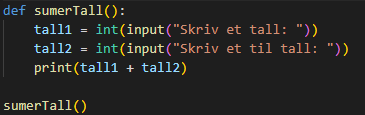 def sumerTall():
    tall1 = int(input("Skriv et tall: "))
    tall2 = int(input("Skriv et til tall: "))
    print(tall1 + tall2)

sumerTall()